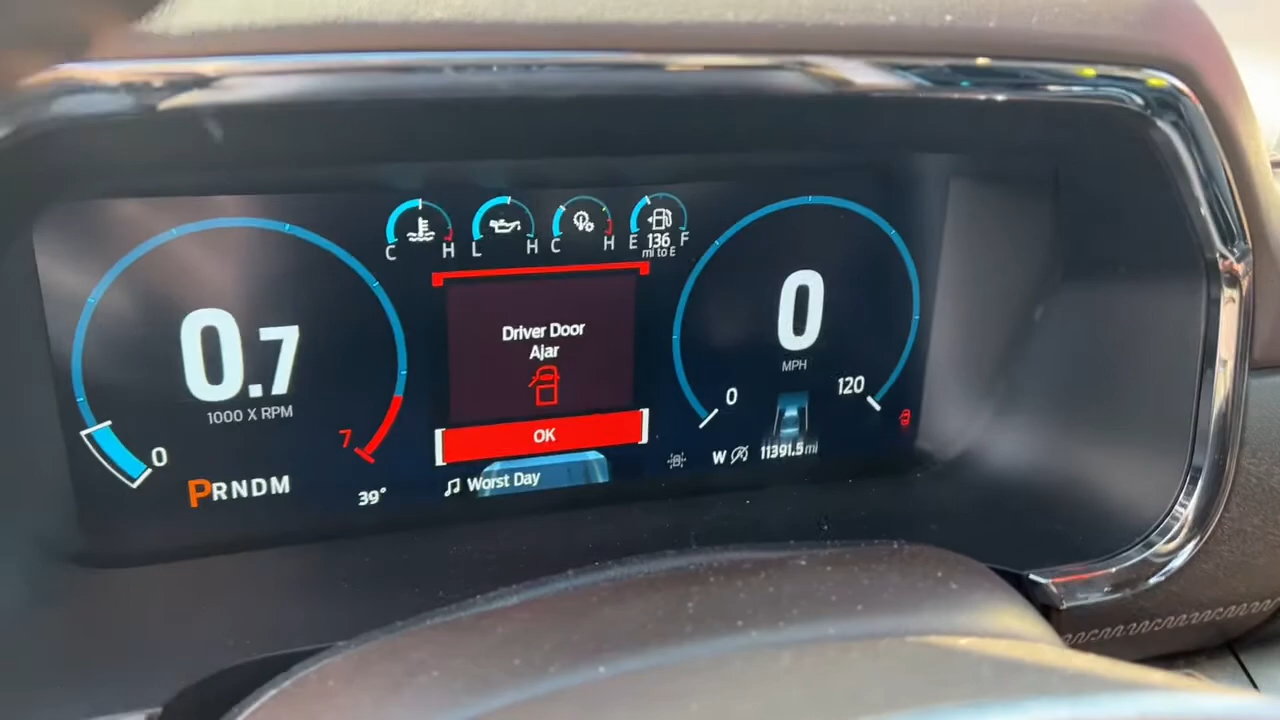 C H
L H
C H
E 136 F
mi to E
0.7
1000 X RPM
0
7
PRNDM
39°
Driver Door
Ajar
OK
Worst Day
0
MPH
0
120
W
11391.5 mi